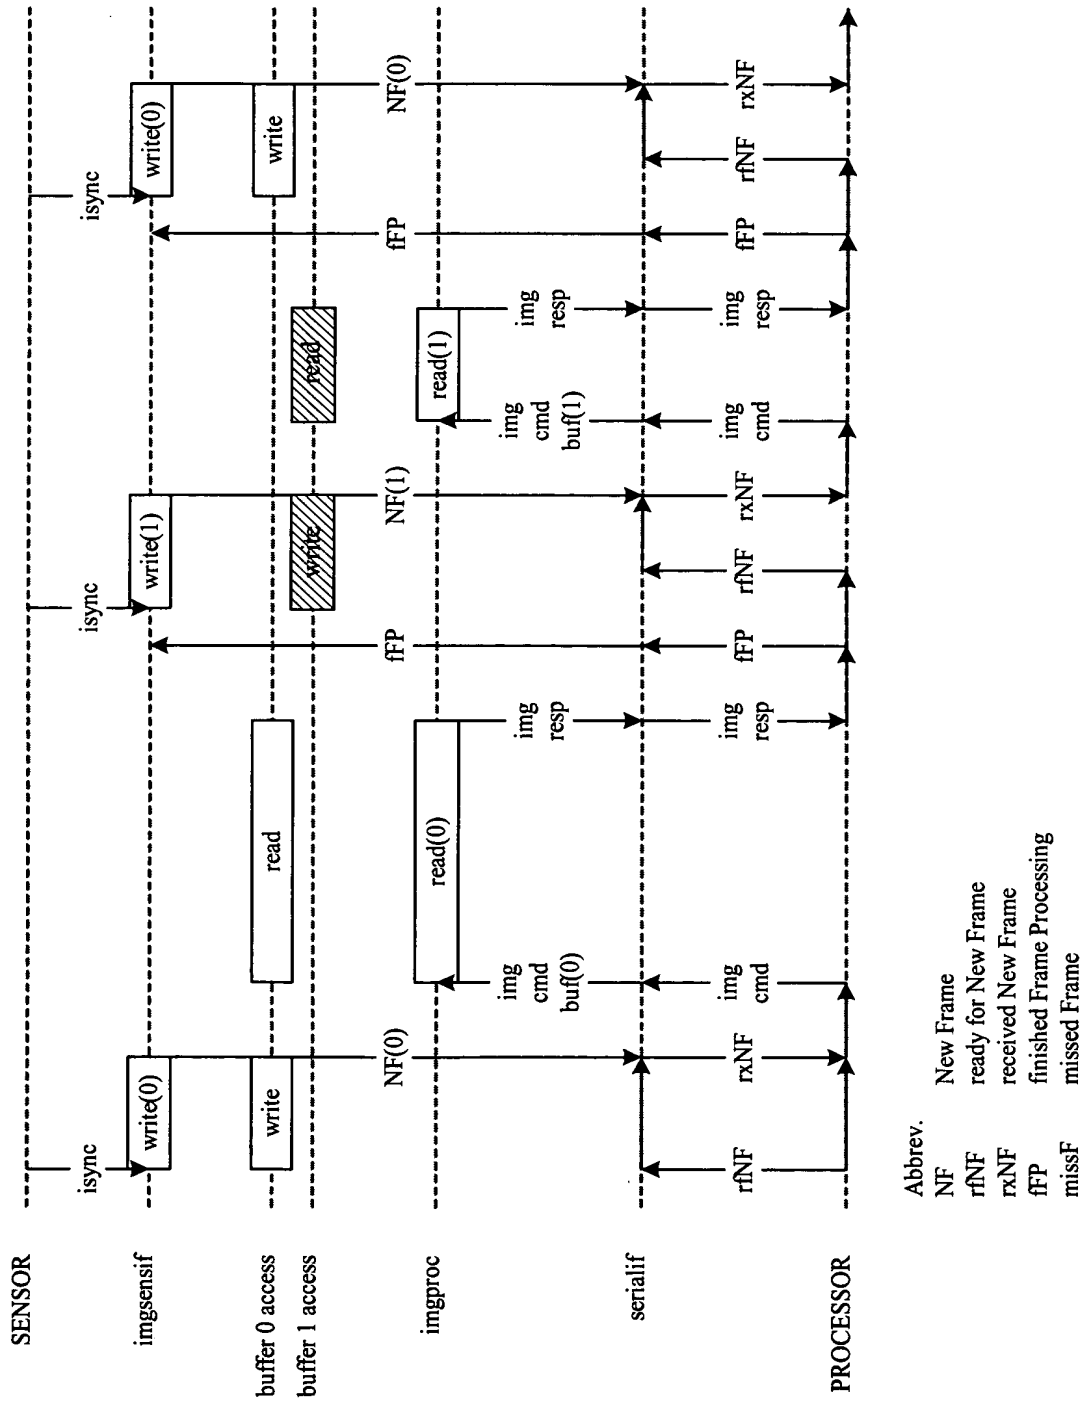 SENSOR
isync
isync
isync
imgsensif
write(0)
write(1)
write(0)
buffer 0 access
write
read
write
buffer 1 access
write
read
NF(0)
fFP
NF(1)
fFP
NF(0)
imgproc
read(0)
read(1)
img
cmd
buf(0)
img
resp
img
cmd
buf(1)
img
resp
serialif
rfNF
rxNF
img
cmd
img
resp
fFP
rfNF
rxNF
img
cmd
img
resp
fFP
rfNF
rxNF
PROCESSOR
Abbrev.
NF New Frame
rfNF ready for New Frame
rxNF received New Frame
fFP finished Frame Processing
missF missed Frame